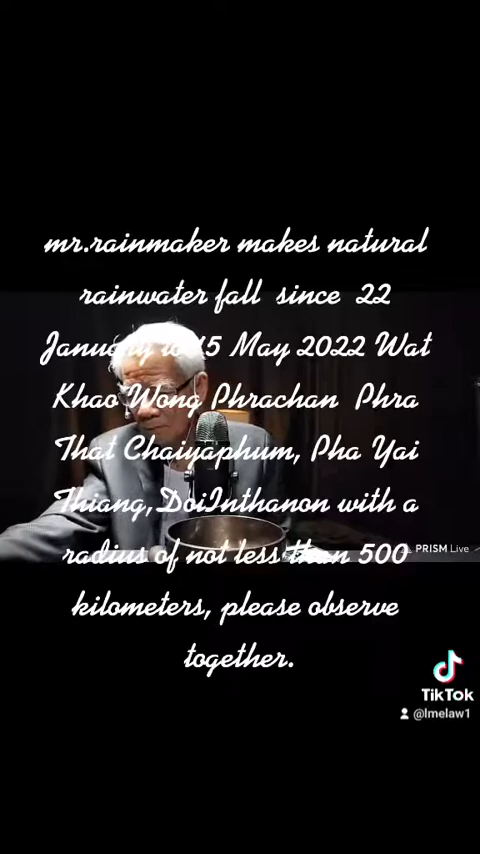 mr.rainmaker makes natural
rainwater fall since 22
January to 15 May 2022 Wat
Khao Wong Phrachan Phra
That Chaiyaphum, Pha Yai
Thiang,DoiInthanon with a
radius of not less than 500
kilometers, please observe
together.
PRISM Live
TikTok
@lmelaw1